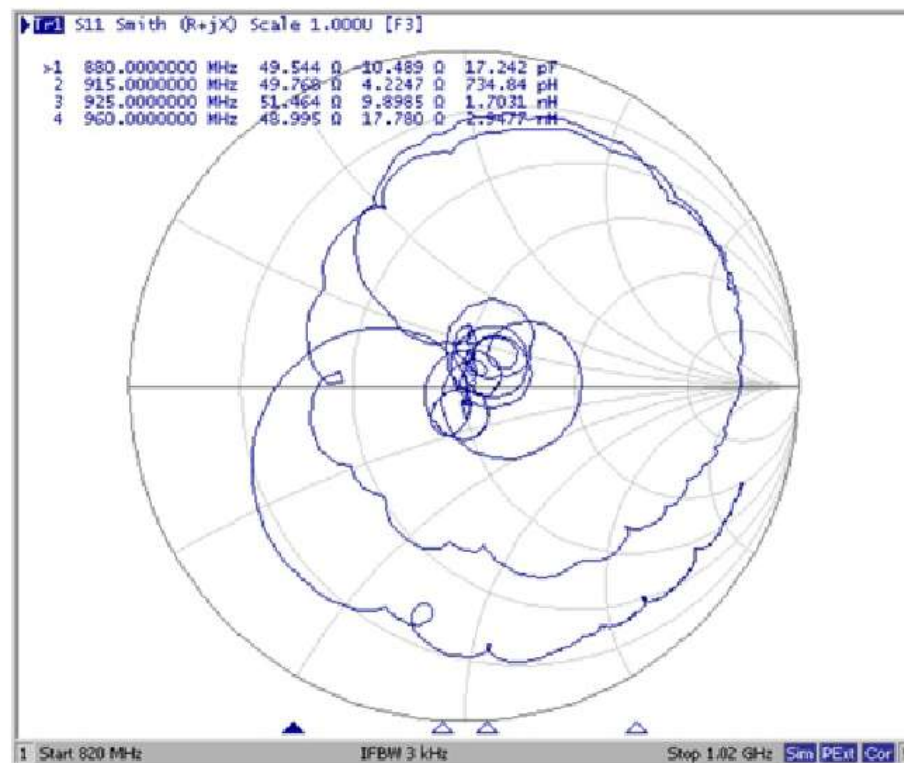 Tr1 S11 Smith (R+jX) Scale 1.000U [F3]
>1 880.0000000 MHz 49.544 Ω -10.489 Ω 17.242 pF
2 915.0000000 MHz 49.768 Ω 4.2247 Ω 734.84 pH
3 925.0000000 MHz 51.464 Ω 9.8985 Ω 1.7031 nH
4 960.0000000 MHz 48.995 Ω 17.780 Ω 2.9477 nH
1 Start 820 MHz IFBW 3 kHz Stop 1.02 GHz Sim PExt Cor